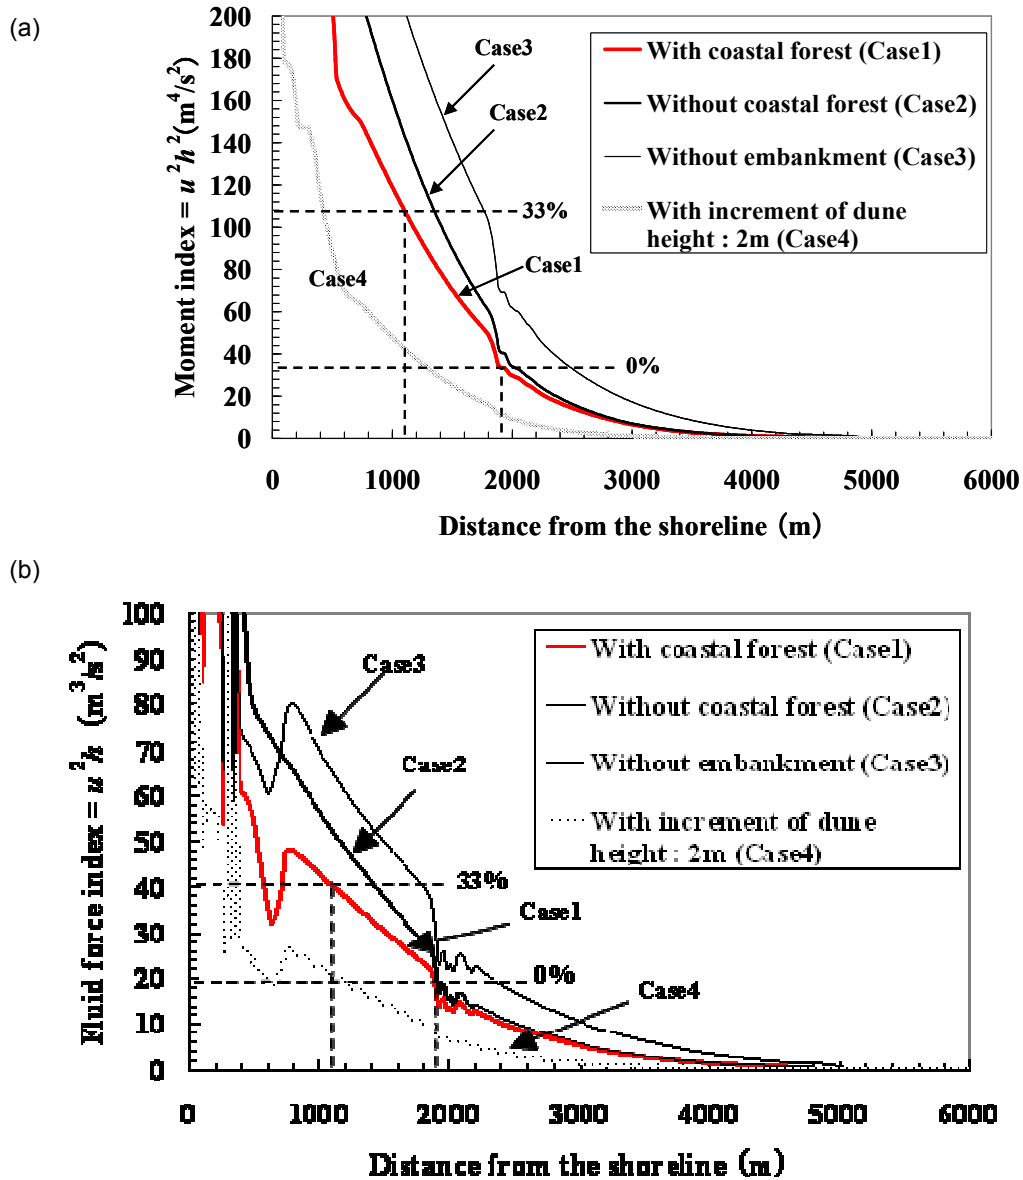 (a)
Moment index = u²h²(m⁴/s²)
200
180
160
140
120
100
80
60
40
20
0
Case3
Case2
33%
Case4
Case1
0%
With coastal forest (Case1)
Without coastal forest (Case2)
Without embankment (Case3)
With increment of dune
height : 2m (Case4)
0 1000 2000 3000 4000 5000 6000
Distance from the shoreline (m)
(b)
Fluid force index = u²h (m³/s²)
100
90
80
70
60
50
40
30
20
10
0
Case3
Case2
33%
Case1
0%
Case4
With coastal forest (Case1)
Without coastal forest (Case2)
Without embankment (Case3)
With increment of dune
height : 2m (Case4)
0 1000 2000 3000 4000 5000 6000
Distance from the shoreline (m)